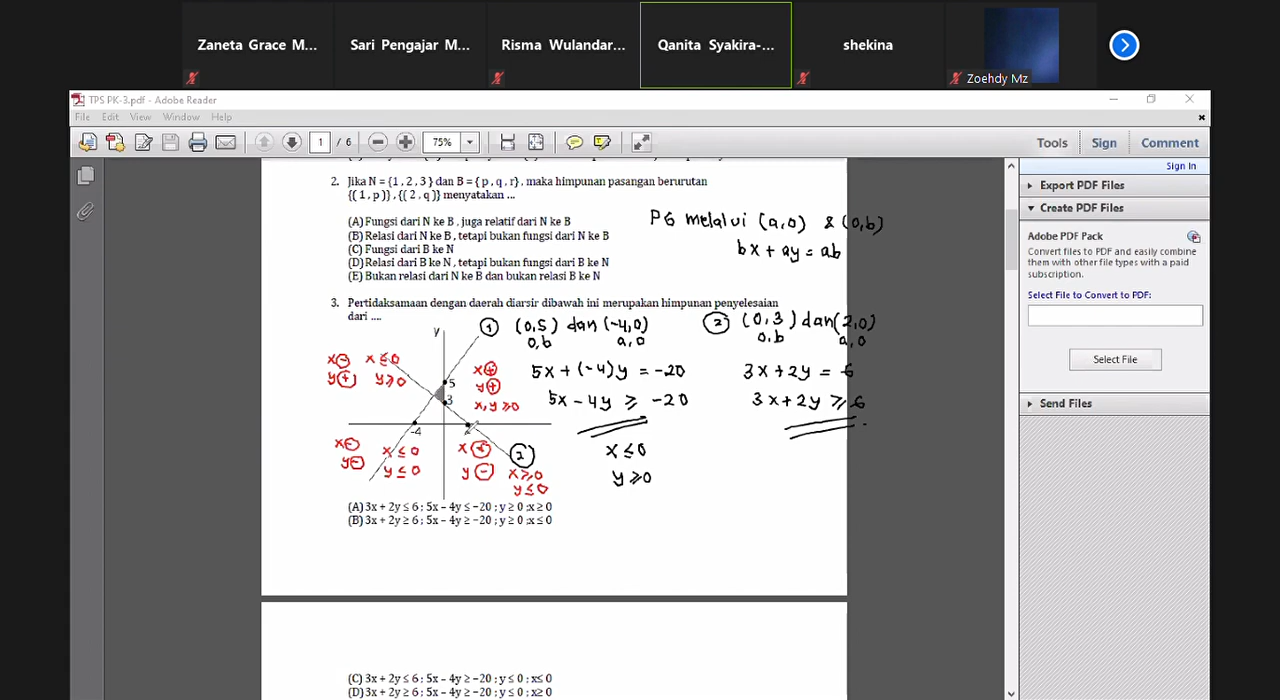 Zaneta Grace M... Sari Pengajar M... Risma Wulandar... Qanita Syakira-... shekina
Zoehdy Mz
TPS PK-3.pdf - Adobe Reader
File Edit View Window Help
1 / 6 75% Tools Sign Comment
Sign In
Export PDF Files
Create PDF Files
Adobe PDF Pack
Convert files to PDF and easily combine
them with other file types with a paid
subscription.
Select File to Convert to PDF:
Select File
Send Files
2. Jika N = {1 , 2 , 3 } dan B = { p , q , r } , maka himpunan pasangan berurutan
{( 1 , p )} , {( 2 , q )} menyatakan ...
(A) Fungsi dari N ke B , juga relatif dari N ke B
(B) Relasi dari N ke B, tetapi bukan fungsi dari N ke B
(C) Fungsi dari B ke N
(D) Relasi dari B ke N , tetapi bukan fungsi dari B ke N
(E) Bukan relasi dari N ke B dan bukan relasi B ke N
PG melalui (a,0) & (0,b)
bx + ay = ab
3. Pertidaksamaan dengan daerah diarsir dibawah ini merupakan himpunan penyelesaian
dari ....
y
5
3
-4
2
x⊖ x ≤ 0
y⊕ y ≥ 0
x⊕
y⊕
x, y ≥ 0
x⊖ x ≤ 0
y⊖ y ≤ 0
x ⊕
y ⊖ x ≥ 0
y ≤ 0
②
① (0,5) dan (-4,0)
0,b a,0
5x + (-4)y = -20
5x - 4y ≥ -20
x ≤ 0
y ≥ 0
② (0,3) dan (2,0)
0,b a,0
3x + 2y = 6
3x + 2y ≥ 6
(A) 3x + 2y ≤ 6 ; 5x – 4y ≤ -20 ; y ≥ 0 ;x ≥ 0
(B) 3x + 2y ≥ 6 ; 5x – 4y ≥ -20 ; y ≥ 0 ;x ≤ 0
(C) 3x + 2y ≤ 6 ; 5x – 4y ≥ -20 ; y ≤ 0 ; x≤ 0
(D) 3x + 2y ≤ 6 ; 5x – 4y ≥ -20 ; y ≤ 0 ; x≥ 0